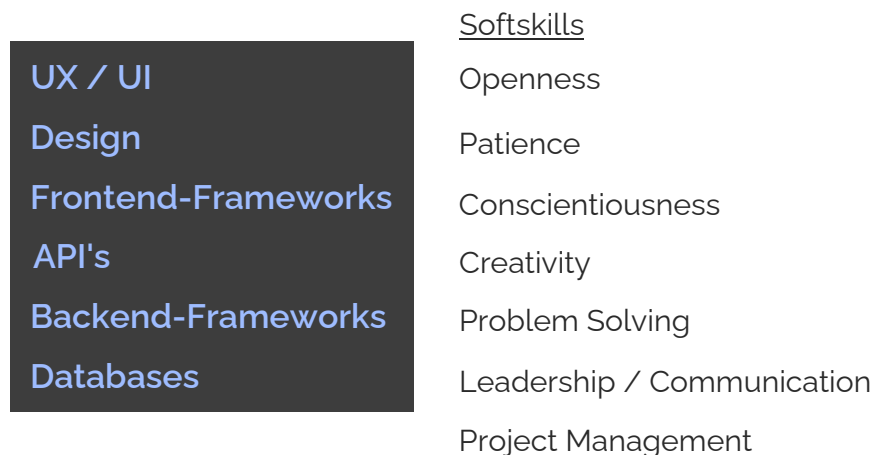 UX / UI
Design
Frontend-Frameworks
API's
Backend-Frameworks
Databases
Softskills
Openness
Patience
Conscientiousness
Creativity
Problem Solving
Leadership / Communication
Project Management